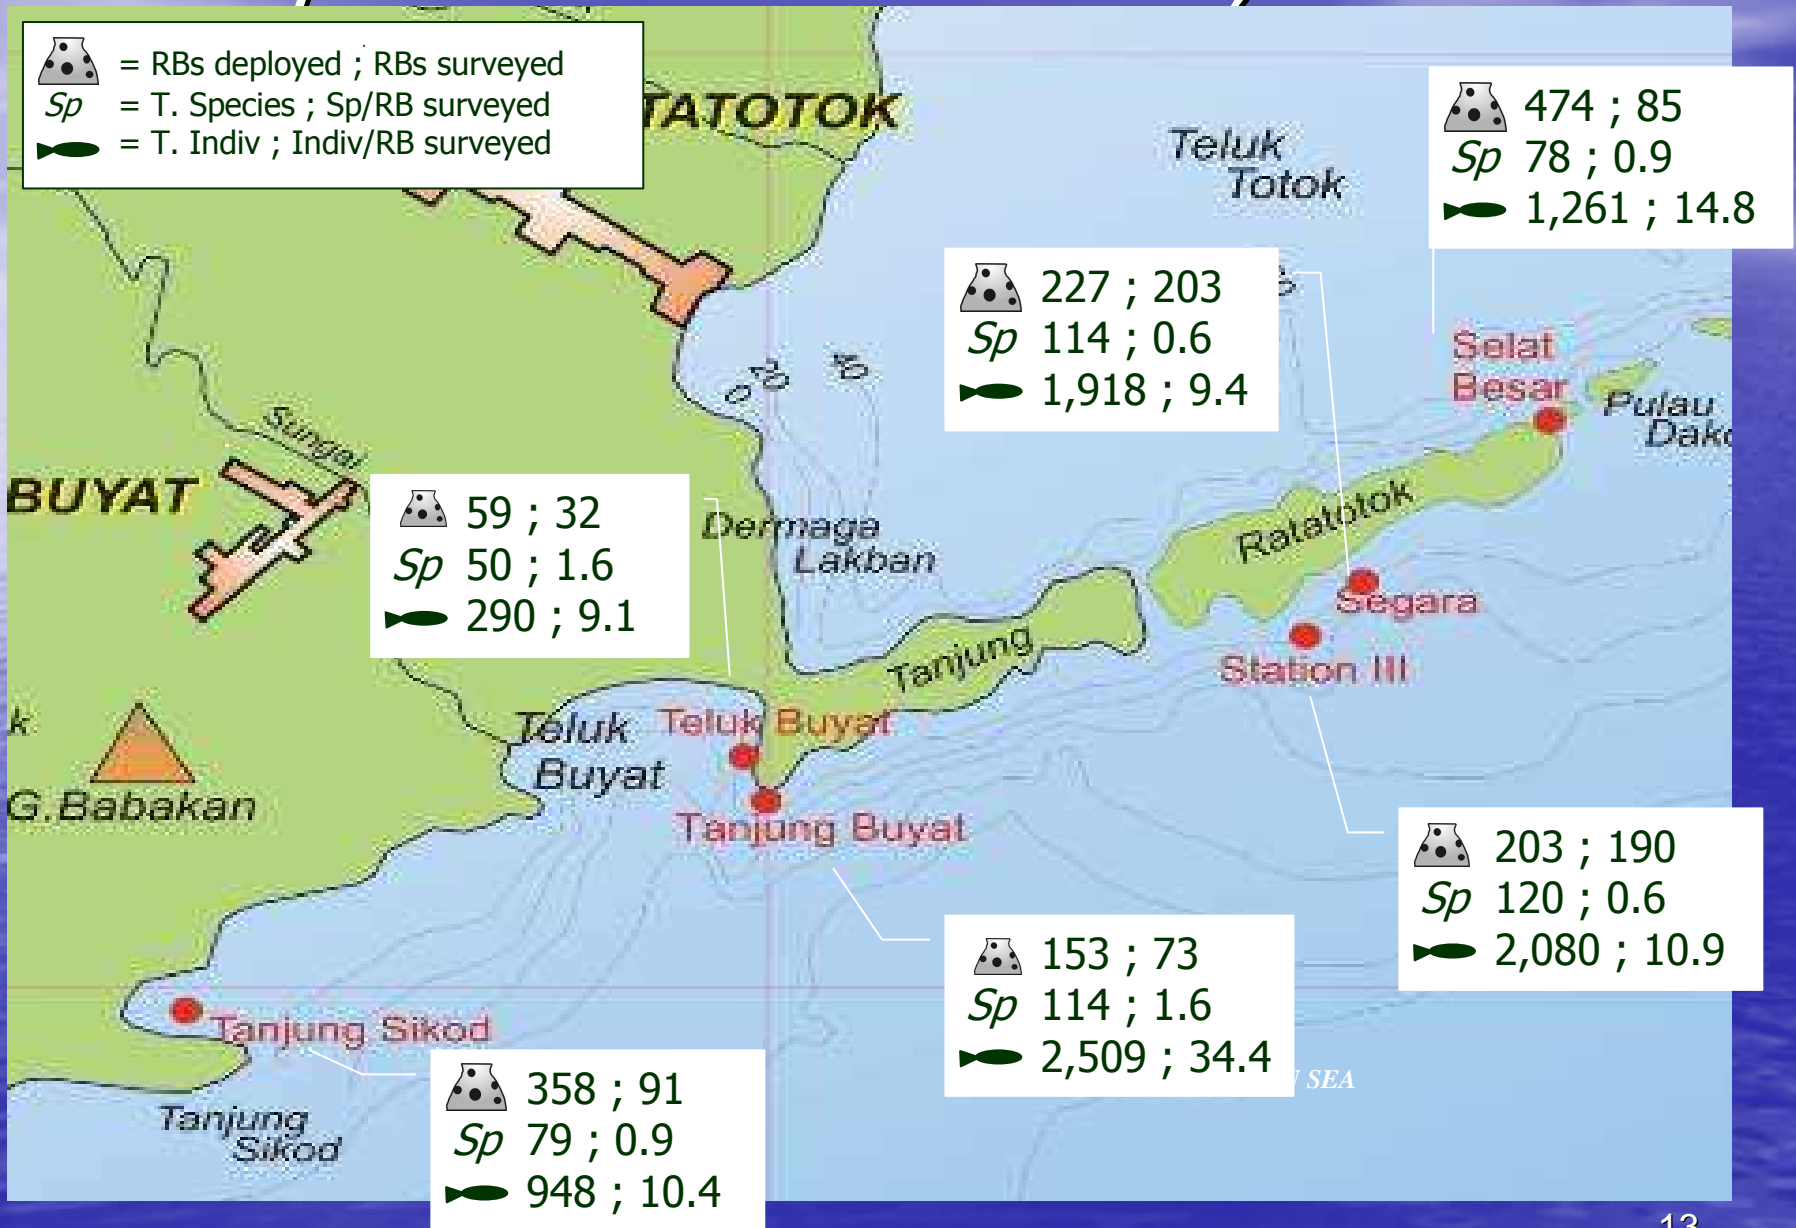 = RBs deployed ; RBs surveyed
Sp = T. Species ; Sp/RB surveyed
= T. Indiv ; Indiv/RB surveyed
TATOTOK
Teluk
Totok
474 ; 85
Sp 78 ; 0.9
1,261 ; 14.8
227 ; 203
Sp 114 ; 0.6
1,918 ; 9.4
Selat
Besar
Pulau
0 20 40
Sungai
BUYAT
59 ; 32
Sp 50 ; 1.6
290 ; 9.1
Dermaga
Lakban
Ratatotok
Segara
Station III
Tanjung
Teluk
Buyat
Teluk Buyat
Tanjung Buyat
k
G.Babakan
203 ; 190
Sp 120 ; 0.6
2,080 ; 10.9
153 ; 73
Sp 114 ; 1.6
2,509 ; 34.4
SEA
Tanjung Sikod
358 ; 91
Sp 79 ; 0.9
948 ; 10.4
Tanjung
Sikod
13